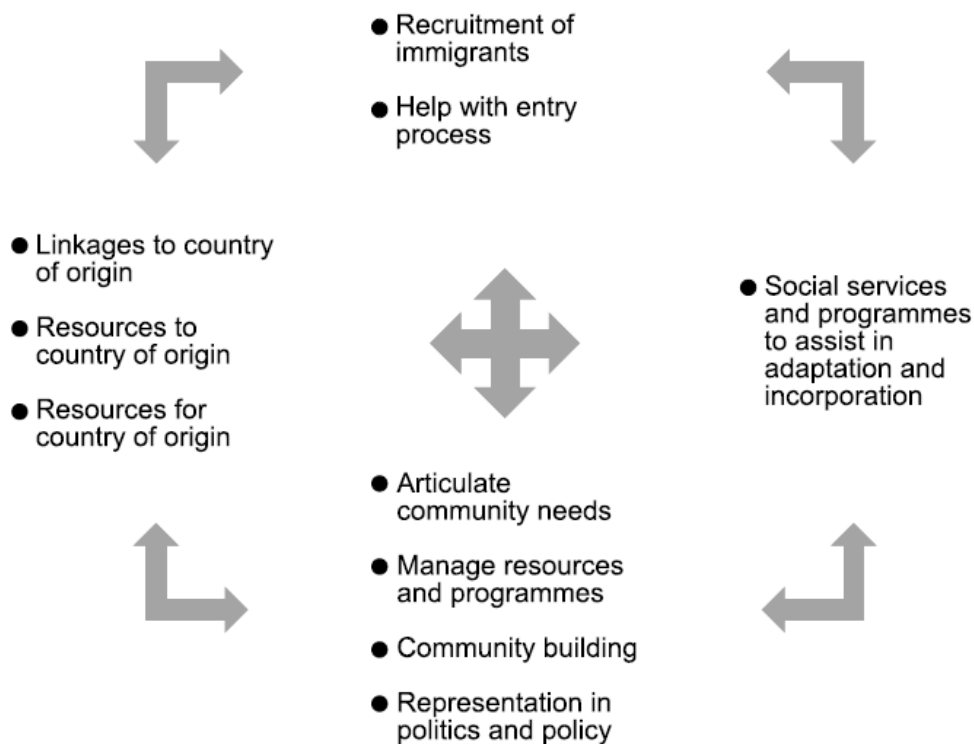 ● Recruitment of
immigrants
● Help with entry
process
● Linkages to country
of origin
● Resources to
country of origin
● Resources for
country of origin
● Social services
and programmes
to assist in
adaptation and
incorporation
● Articulate
community needs
● Manage resources
and programmes
● Community building
● Representation in
politics and policy